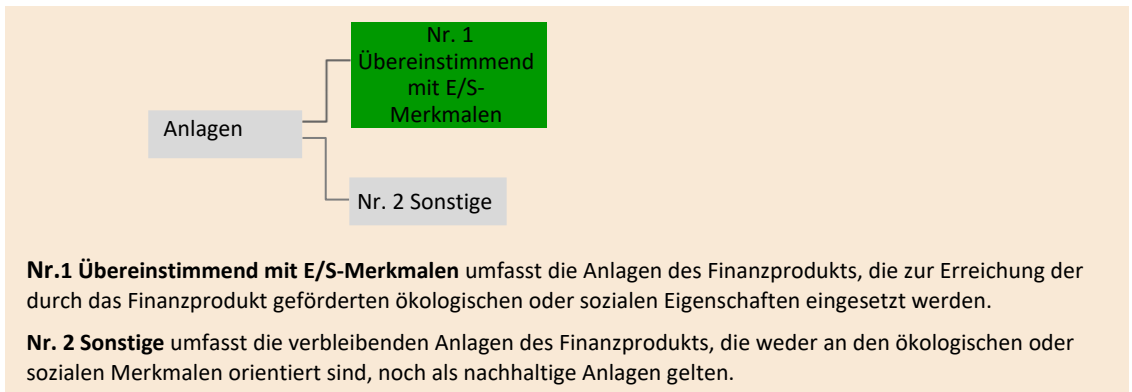 Nr. 1
Übereinstimmend
mit E/S-
Merkmalen
Anlagen
Nr. 2 Sonstige
Nr.1 Übereinstimmend mit E/S-Merkmalen umfasst die Anlagen des Finanzprodukts, die zur Erreichung der
durch das Finanzprodukt geförderten ökologischen oder sozialen Eigenschaften eingesetzt werden.
Nr. 2 Sonstige umfasst die verbleibenden Anlagen des Finanzprodukts, die weder an den ökologischen oder
sozialen Merkmalen orientiert sind, noch als nachhaltige Anlagen gelten.